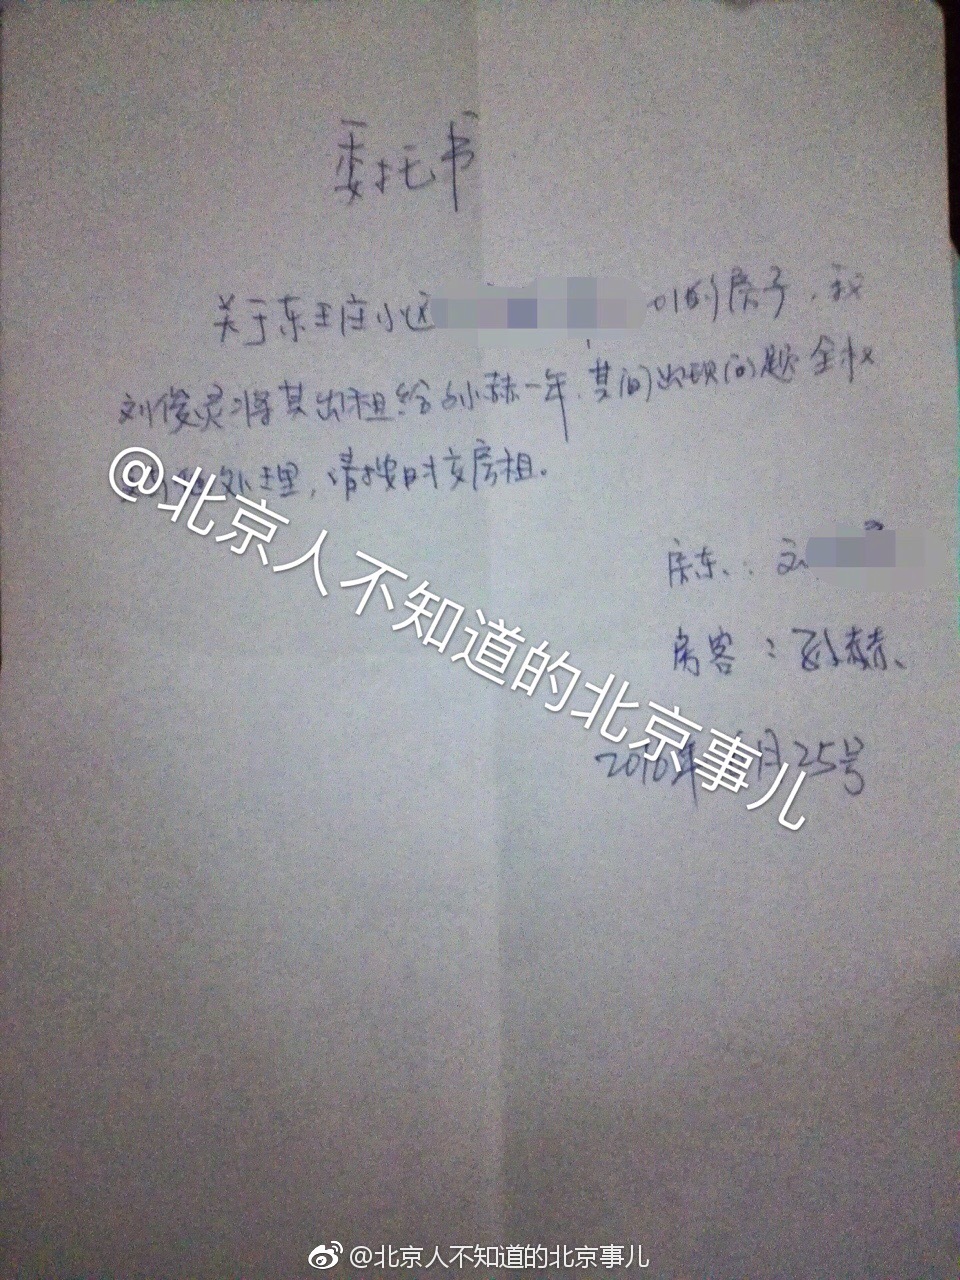 委托书
关于东王庄小区 01的房子，我
刘俊灵将其出租给孙赫一年，其间出现问题全权
处理，请按时交房租。
房东：刘
房客：孙赫
2016年 月25号
@北京人不知道的北京事儿
@北京人不知道的北京事儿